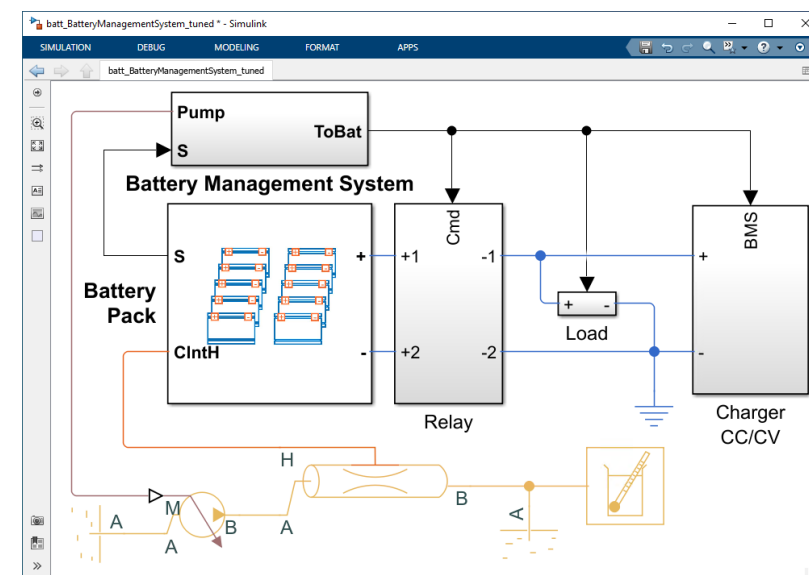 batt_BatteryManagementSystem_tuned * - Simulink
SIMULATION DEBUG MODELING FORMAT APPS
batt_BatteryManagementSystem_tuned
Pump
ToBat
S
Battery Management System
Cmd
BMS
S
+ +1 -1 +
Battery
Pack
+ -
Load
ClntH
- +2 -2 -
Relay
Charger
CC/CV
H
B
M
A
B
A
A
A